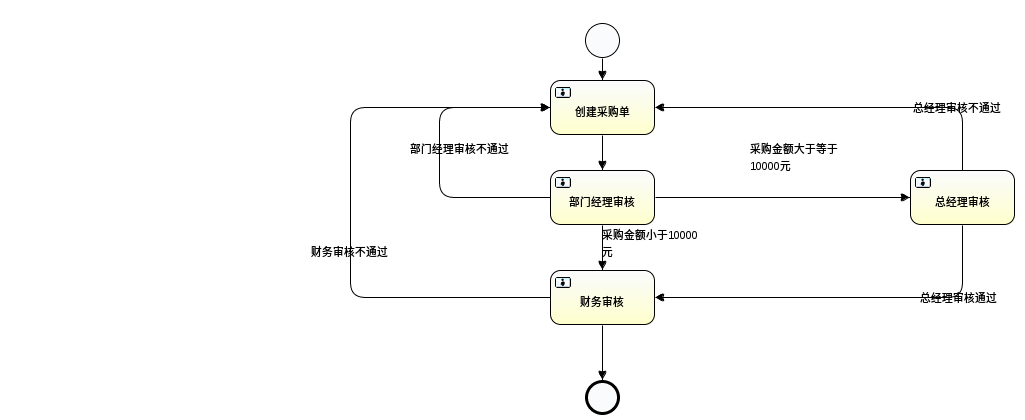 创建采购单
总经理审核不通过
部门经理审核不通过
采购金额大于等于
10000元
部门经理审核
总经理审核
采购金额小于10000
元
财务审核不通过
财务审核
总经理审核通过